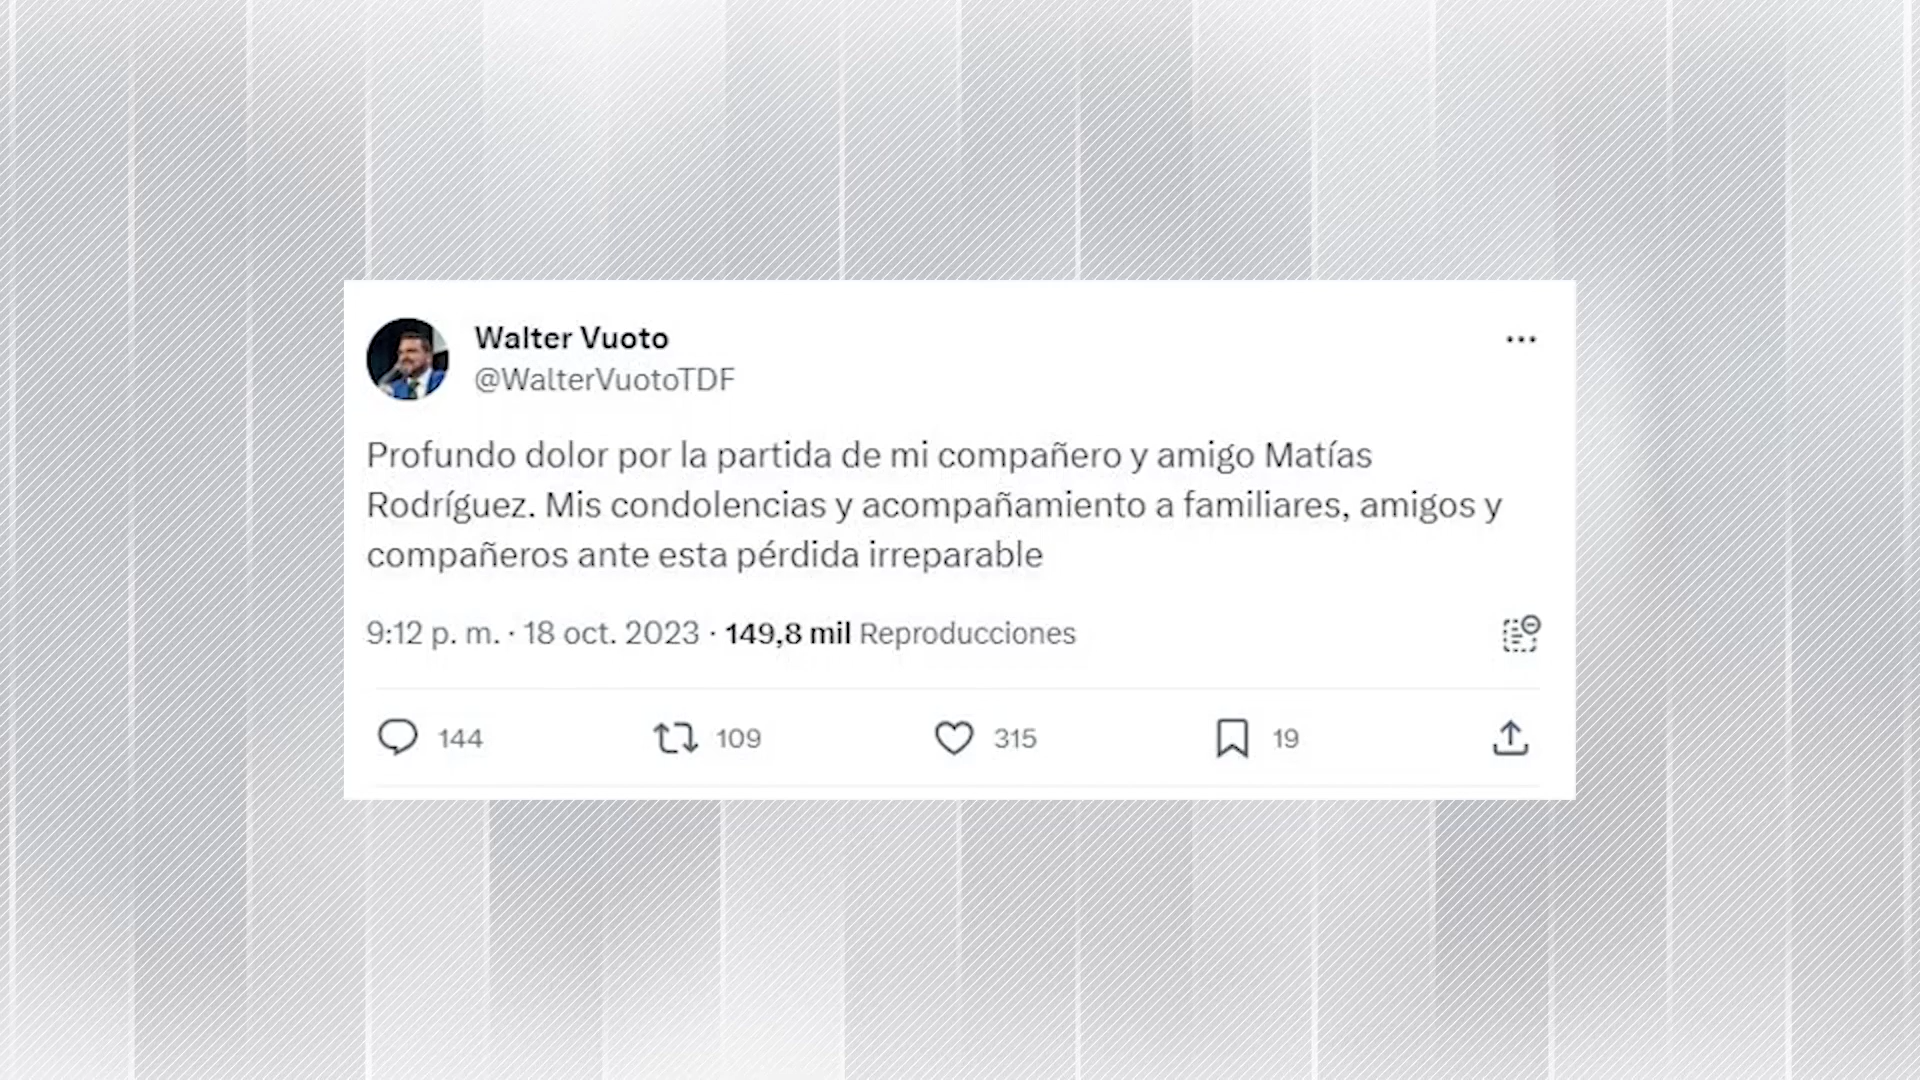 Walter Vuoto
@WalterVuotoTDF
Profundo dolor por la partida de mi compañero y amigo Matías
Rodríguez. Mis condolencias y acompañamiento a familiares, amigos y
compañeros ante esta pérdida irreparable
9:12 p. m. · 18 oct. 2023 · 149,8 mil Reproducciones
144 109 315 19